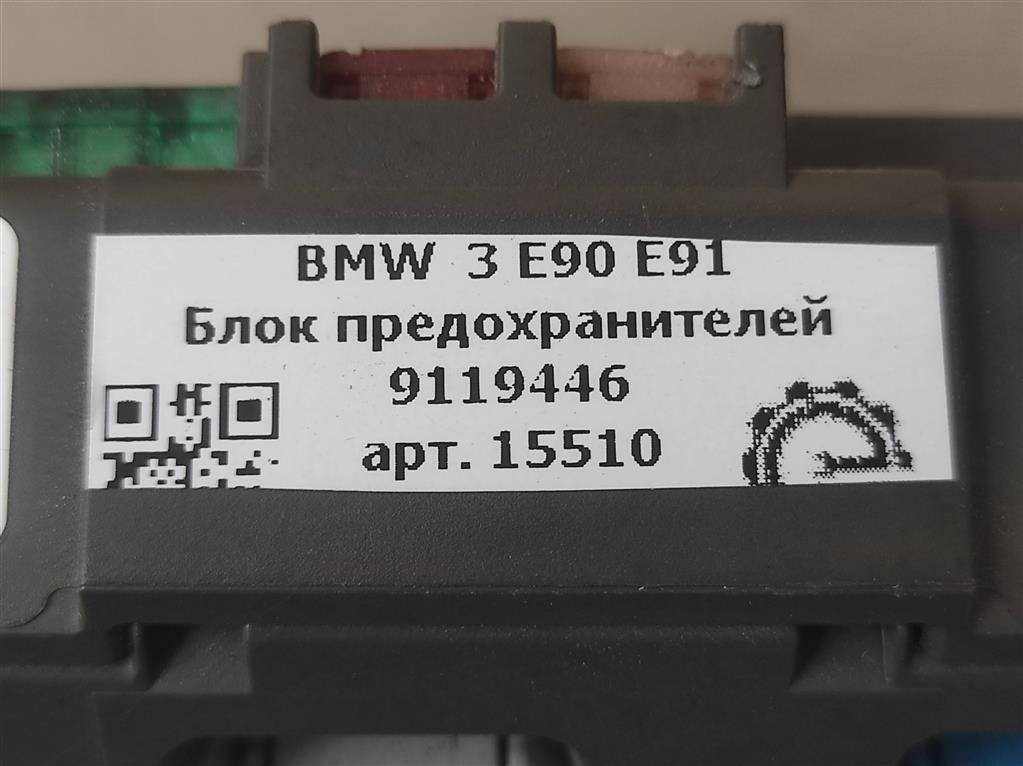 BMW 3 E90 E91
Блок предохранителей
9119446
арт. 15510